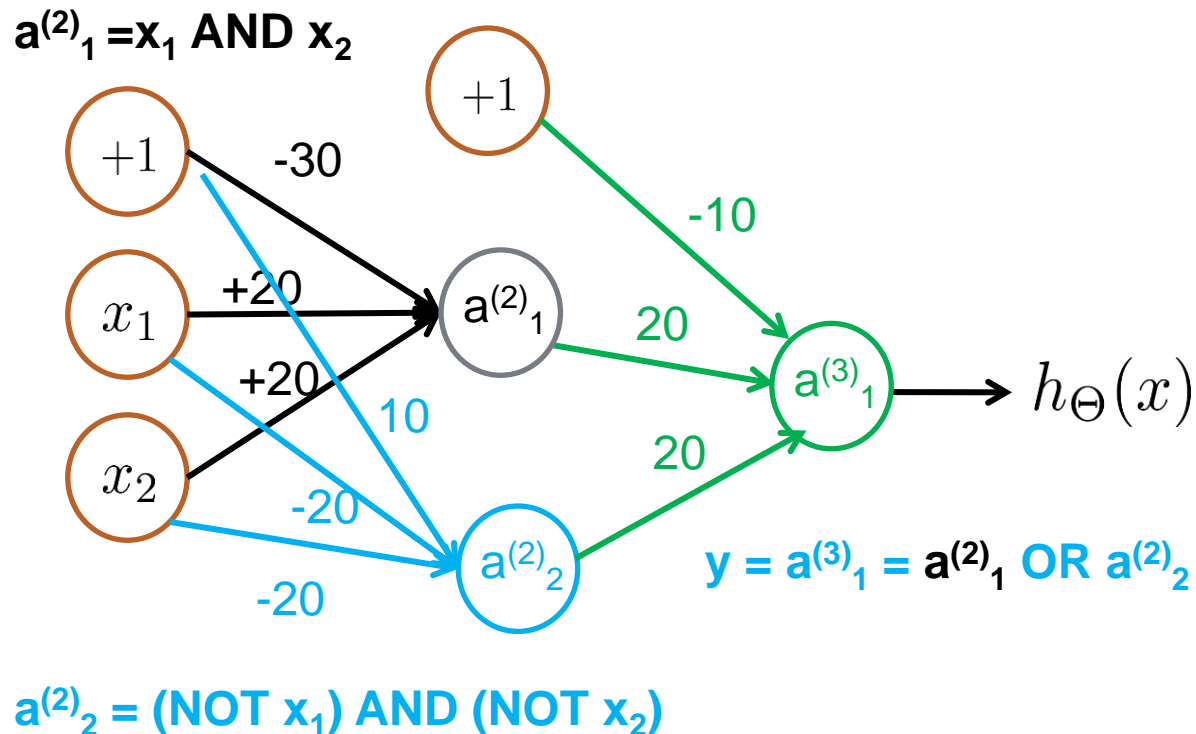 a⁽²⁾₁ =x₁ AND x₂
+1
+1
-30
-10
+20
x₁
a⁽²⁾₁
20
+20
a⁽³⁾₁
h_Θ(x)
10
20
x₂
-20
a⁽²⁾₂
y = a⁽³⁾₁ = a⁽²⁾₁ OR a⁽²⁾₂
-20
a⁽²⁾₂ = (NOT x₁) AND (NOT x₂)